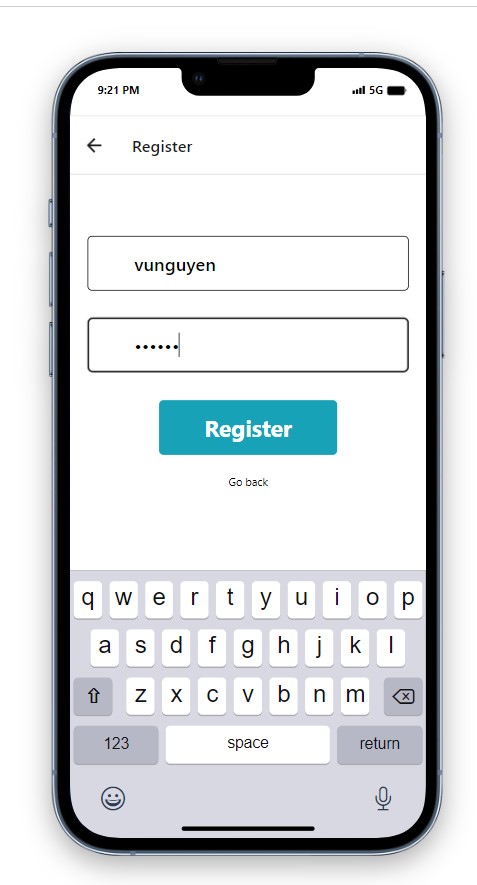 9:21 PM 5G
Register
vunguyen
••••••
Register
Go back
q w e r t y u i o p
a s d f g h j k l
z x c v b n m
123 space return